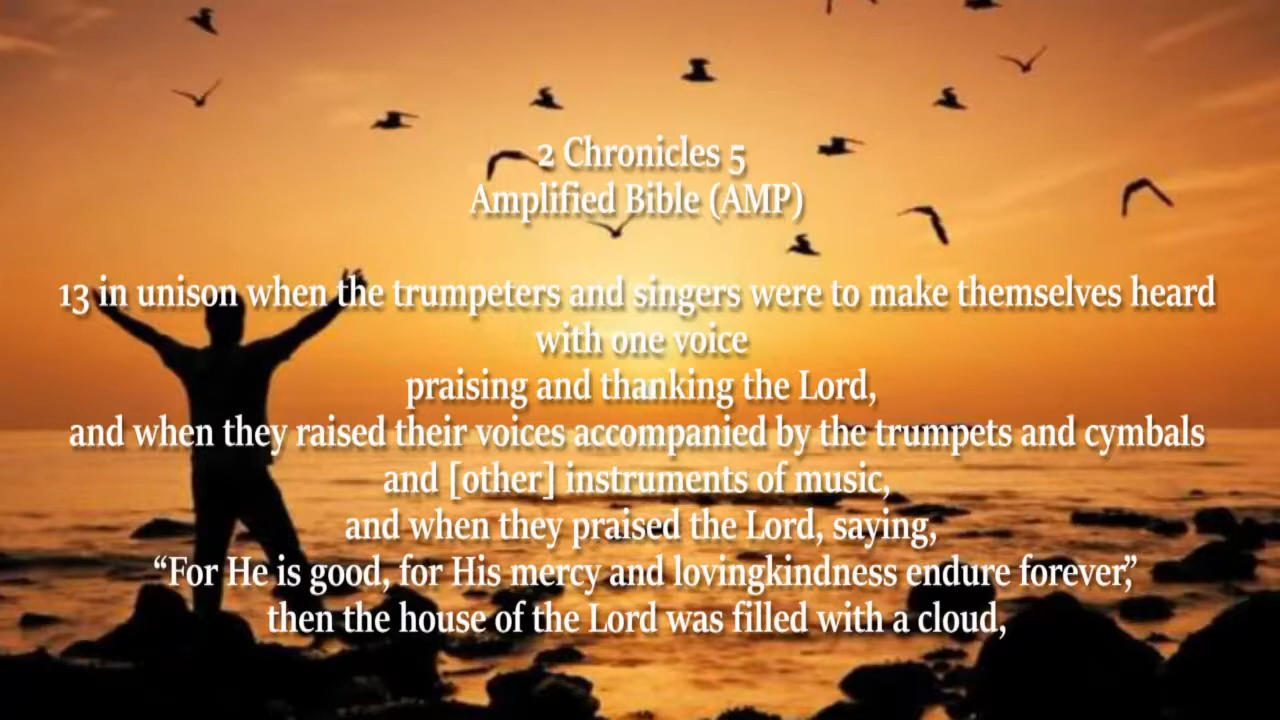 2 Chronicles 5
Amplified Bible (AMP)
13 in unison when the trumpeters and singers were to make themselves heard
with one voice
praising and thanking the Lord,
and when they raised their voices accompanied by the trumpets and cymbals
and [other] instruments of music,
and when they praised the Lord, saying,
“For He is good, for His mercy and lovingkindness endure forever,”
then the house of the Lord was filled with a cloud,